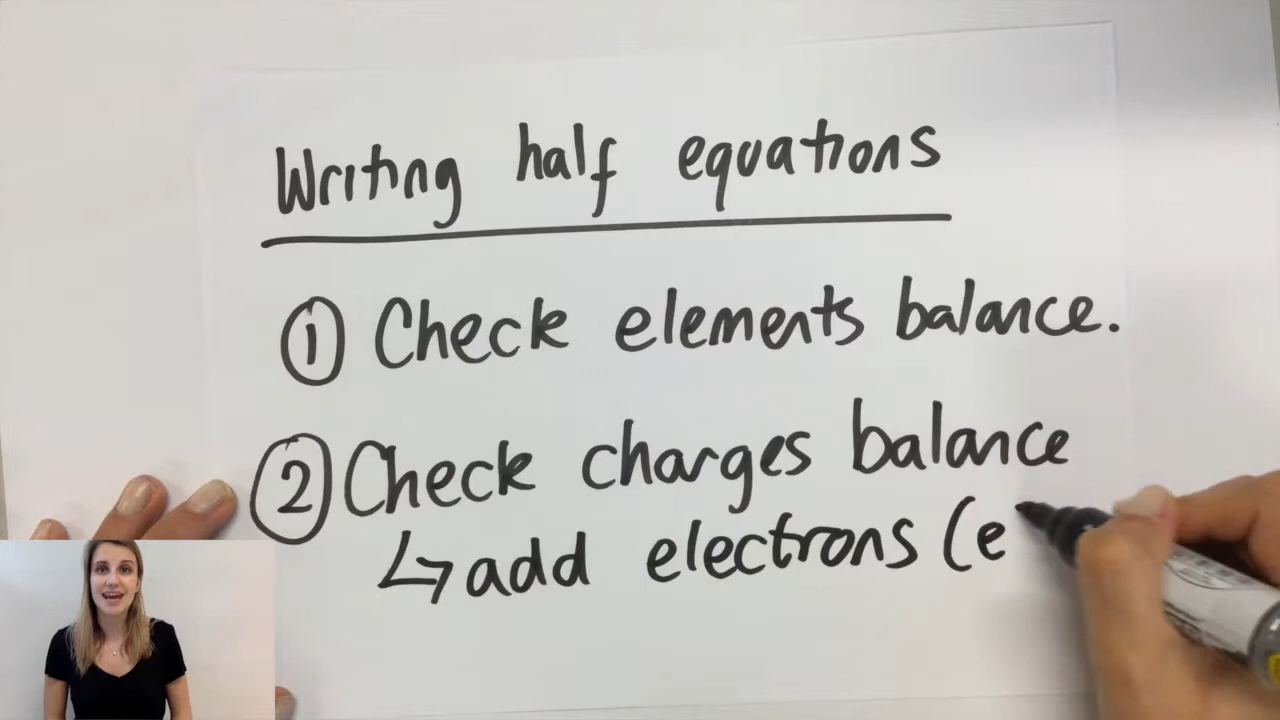 Writing half equations
① Check elements balance.
② Check charges balance
↳ add electrons (e